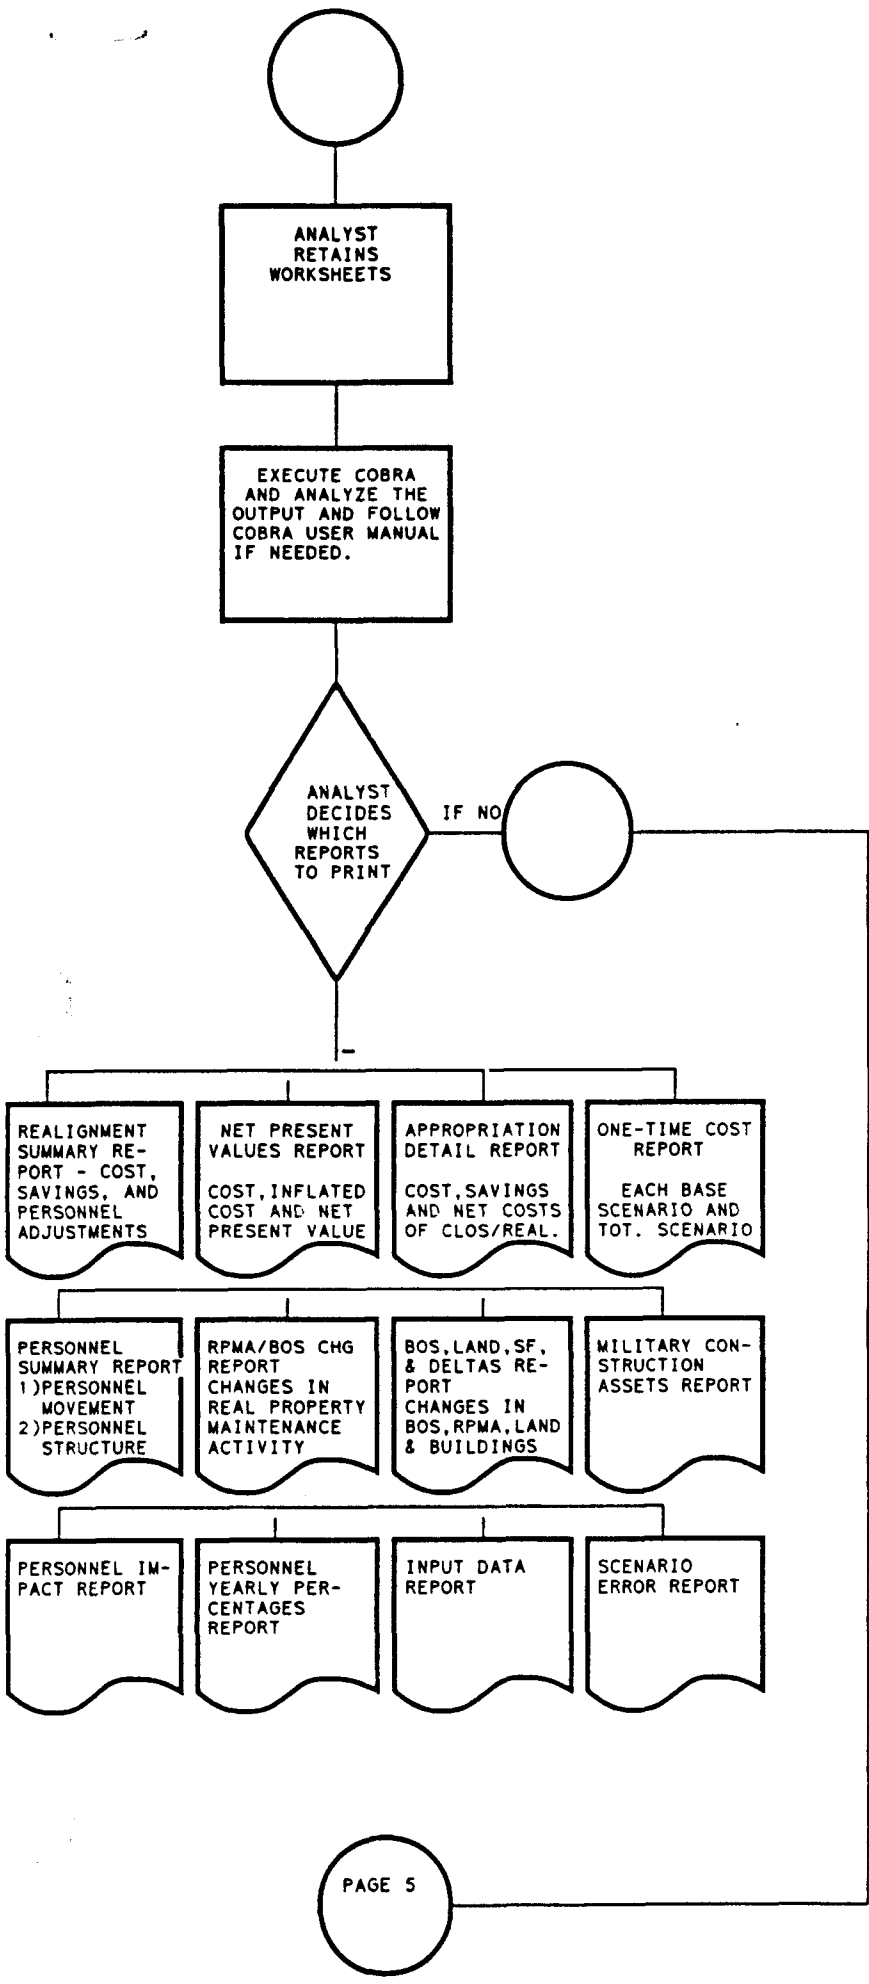 ANALYST
RETAINS
WORKSHEETS
EXECUTE COBRA
AND ANALYZE THE
OUTPUT AND FOLLOW
COBRA USER MANUAL
IF NEEDED.
ANALYST
DECIDES
WHICH
REPORTS
TO PRINT
IF NO
REALIGNMENT
SUMMARY RE-
PORT - COST,
SAVINGS, AND
PERSONNEL
ADJUSTMENTS
NET PRESENT
VALUES REPORT
COST,INFLATED
COST AND NET
PRESENT VALUE
APPROPRIATION
DETAIL REPORT
COST,SAVINGS
AND NET COSTS
OF CLOS/REAL.
ONE-TIME COST
REPORT
EACH BASE
SCENARIO AND
TOT. SCENARIO
PERSONNEL
SUMMARY REPORT
1)PERSONNEL
MOVEMENT
2)PERSONNEL
STRUCTURE
RPMA/BOS CHG
REPORT
CHANGES IN
REAL PROPERTY
MAINTENANCE
ACTIVITY
BOS,LAND,SF,
& DELTAS RE-
PORT
CHANGES IN
BOS,RPMA,LAND
& BUILDINGS
MILITARY CON-
STRUCTION
ASSETS REPORT
PERSONNEL IM-
PACT REPORT
PERSONNEL
YEARLY PER-
CENTAGES
REPORT
INPUT DATA
REPORT
SCENARIO
ERROR REPORT
PAGE 5